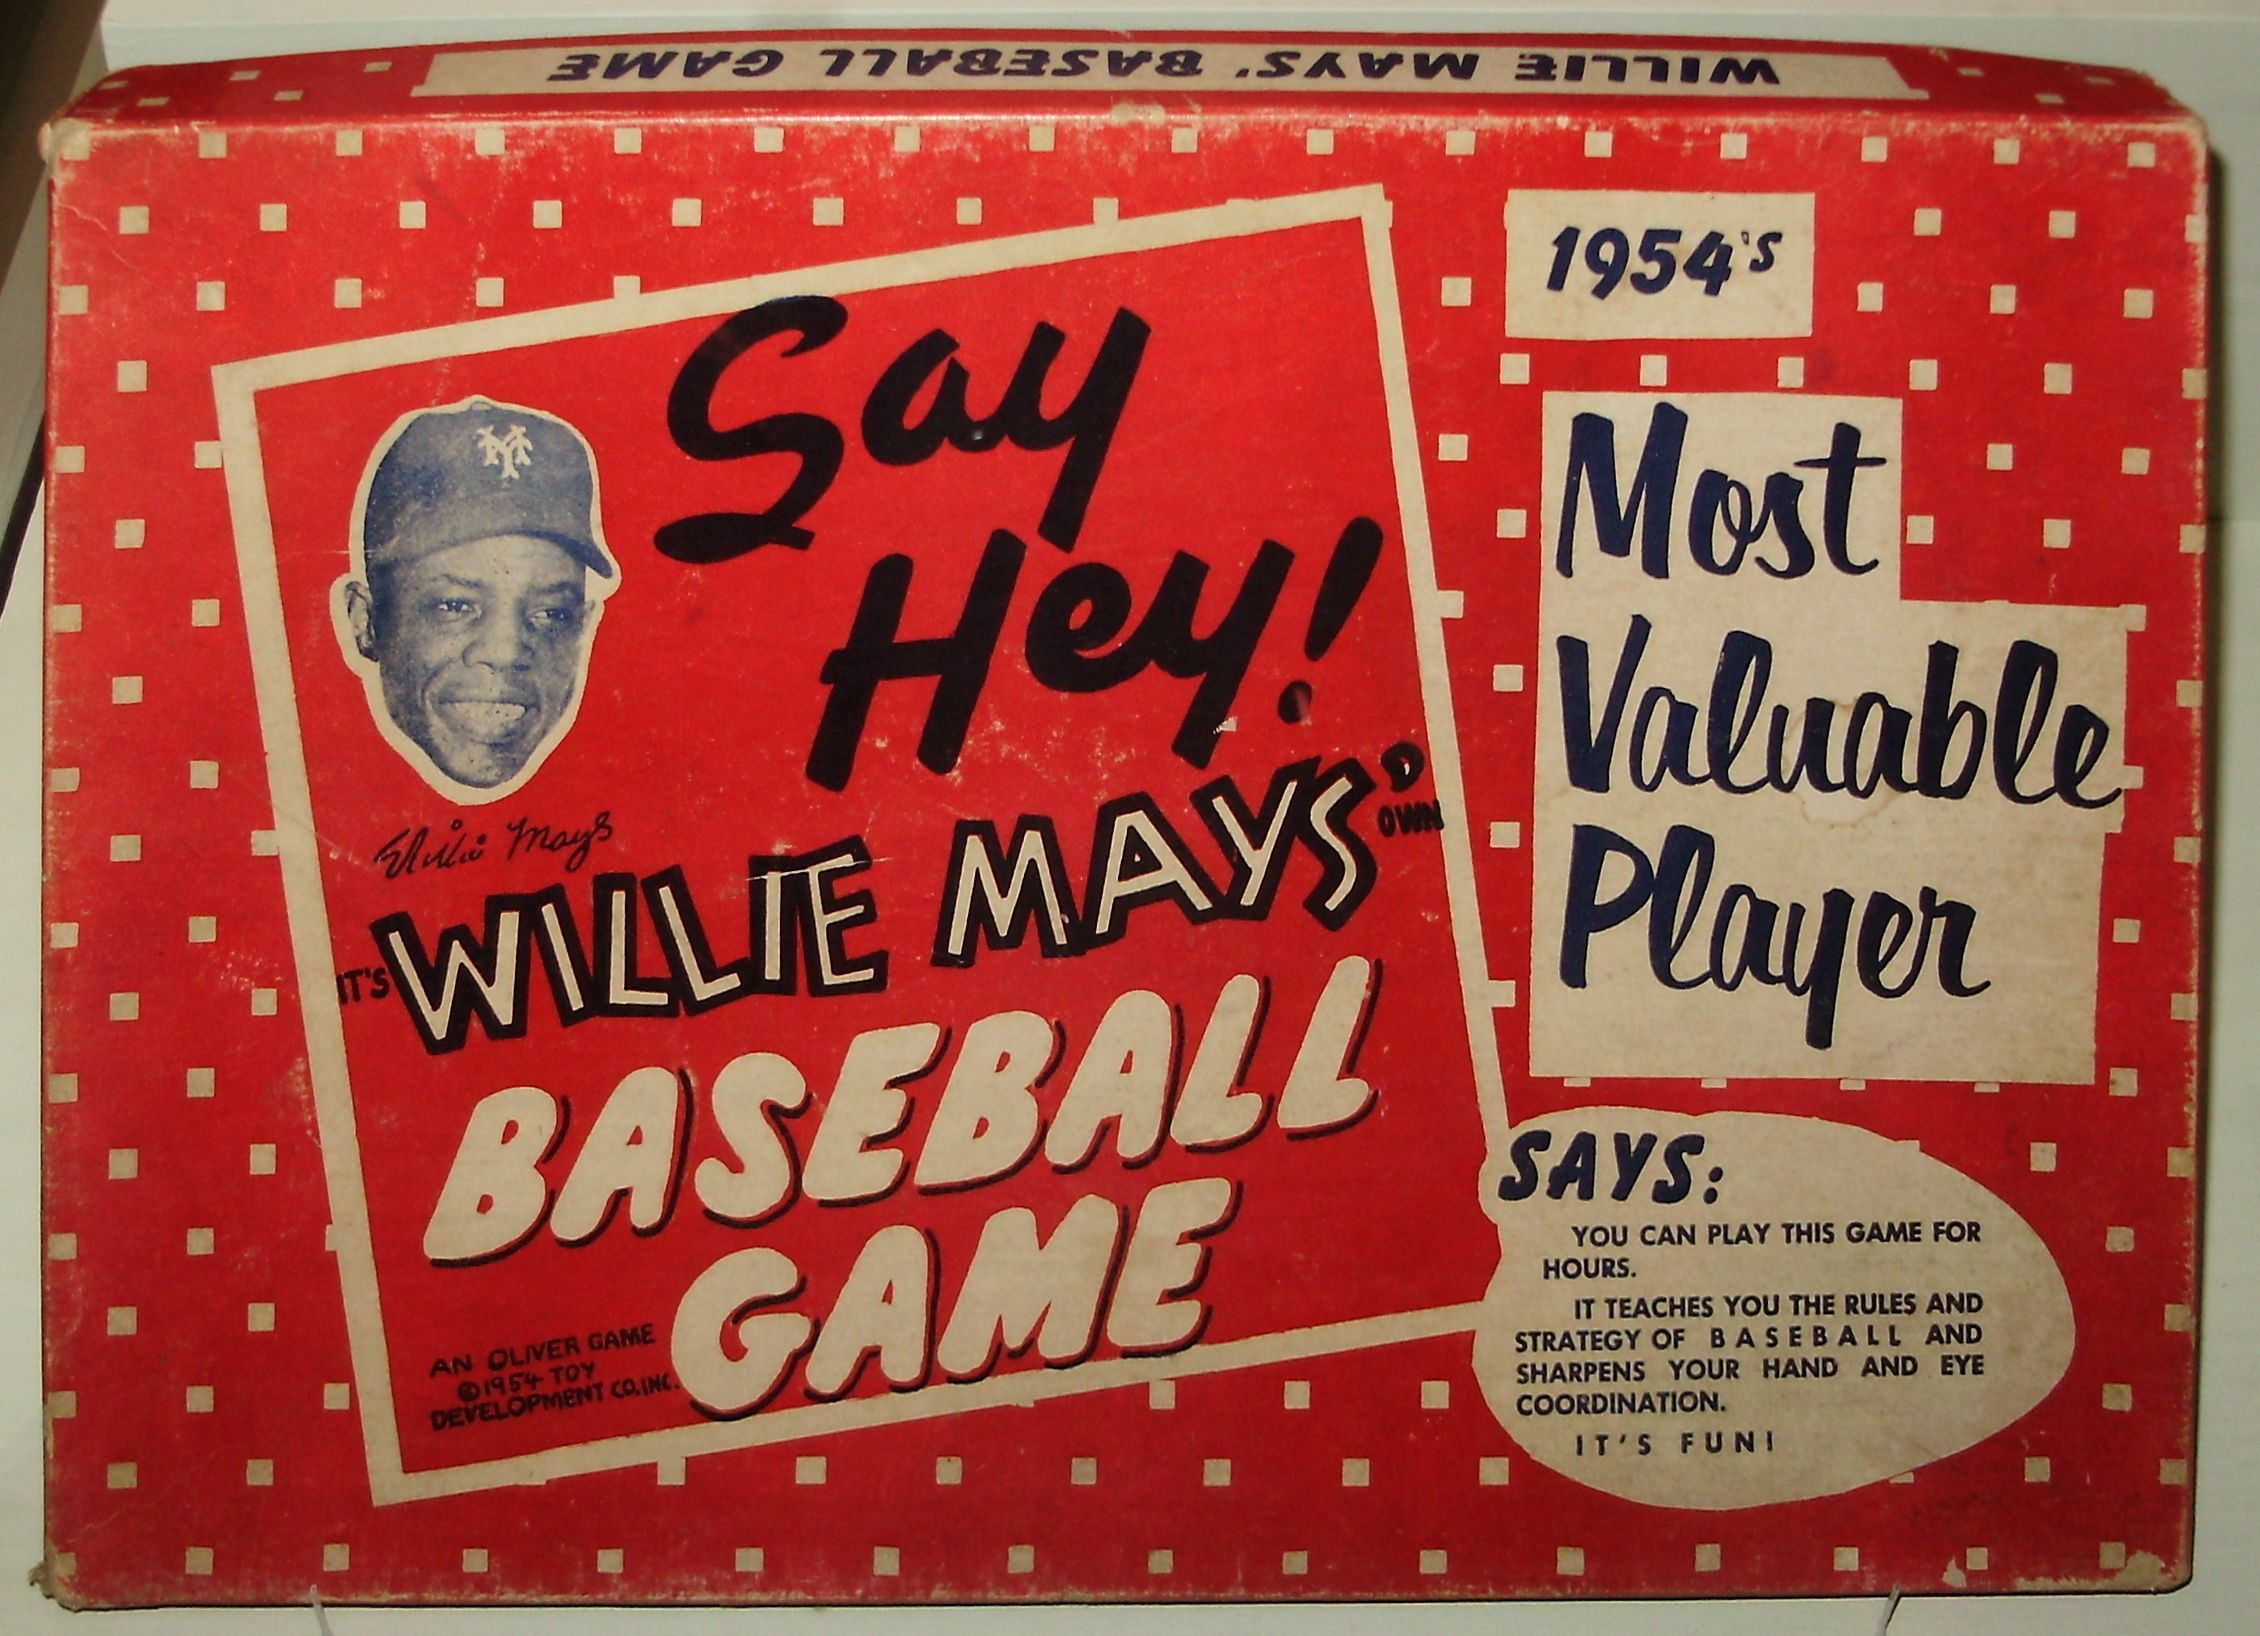 WILLIE MAYS' BASEBALL GAME
Say
Hey!
Willie Mays
IT'S WILLIE MAYS' OWN
BASEBALL
GAME
AN OLIVER GAME
©1954 TOY
DEVELOPMENT CO. INC.
1954's
Most
Valuable
Player
SAYS:
YOU CAN PLAY THIS GAME FOR
HOURS.
IT TEACHES YOU THE RULES AND
STRATEGY OF BASEBALL AND
SHARPENS YOUR HAND AND EYE
COORDINATION.
IT'S FUN!
NY